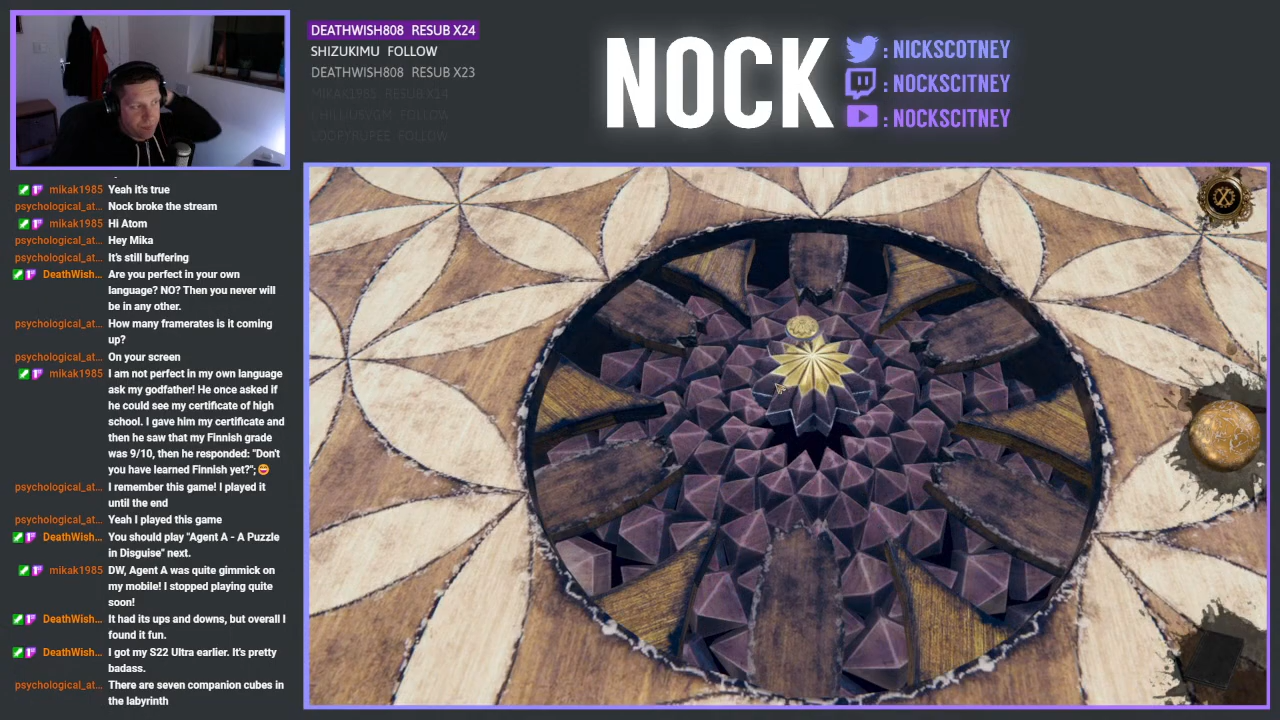 DEATHWISH808 RESUB X24
SHIZUKIMU FOLLOW
DEATHWISH808 RESUB X23
MIKAK1985 RESUB X14
LOOPYRUPEE FOLLOW
NOCK
: NICKSCOTNEY
: NOCKSCITNEY
: NOCKSCITNEY
mikak1985 Yeah it's true
psychological_at... Nock broke the stream
mikak1985 Hi Atom
psychological_at... Hey Mika
psychological_at... It's still buffering
DeathWish... Are you perfect in your own
language? NO? Then you never will
be in any other.
psychological_at... How many framerates is it coming
up?
psychological_at... On your screen
mikak1985 I am not perfect in my own language
ask my godfather! He once asked if
he could see my certificate of high
school. I gave him my certificate and
then he saw that my Finnish grade
was 9/10, then he responded: "Don't
you have learned Finnish yet?";😄
psychological_at... I remember this game! I played it
until the end
psychological_at... Yeah I played this game
DeathWish... You should play "Agent A - A Puzzle
in Disguise" next.
mikak1985 DW, Agent A was quite gimmick on
my mobile! I stopped playing quite
soon!
DeathWish... It had its ups and downs, but overall I
found it fun.
DeathWish... I got my S22 Ultra earlier. It's pretty
badass.
psychological_at... There are seven companion cubes in
the labyrinth